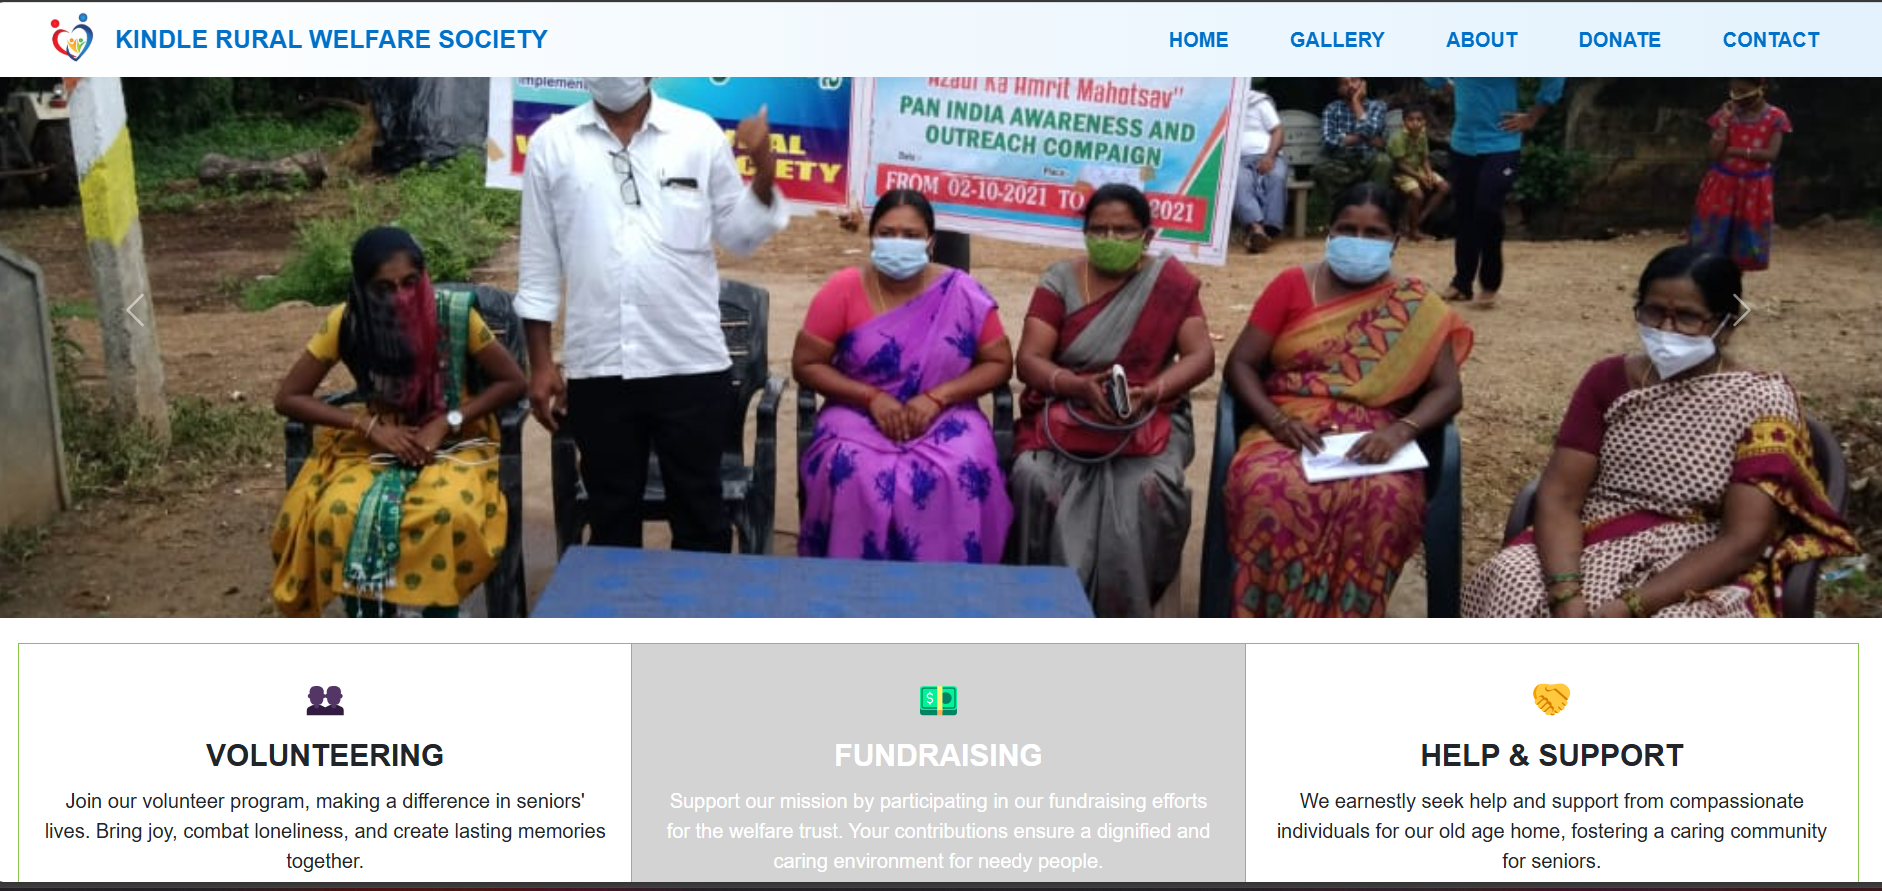 KINDLE RURAL WELFARE SOCIETY
HOME GALLERY ABOUT DONATE CONTACT
implemen
Azadi Ka Amrit Mahotsav"
PAN INDIA AWARENESS AND
OUTREACH COMPAIGN
Date :
Place:
FROM 02-10-2021 TO 2021
VOLUNTEERING
Join our volunteer program, making a difference in seniors'
lives. Bring joy, combat loneliness, and create lasting memories
together.
FUNDRAISING
Support our mission by participating in our fundraising efforts
for the welfare trust. Your contributions ensure a dignified and
caring environment for needy people.
HELP & SUPPORT
We earnestly seek help and support from compassionate
individuals for our old age home, fostering a caring community
for seniors.